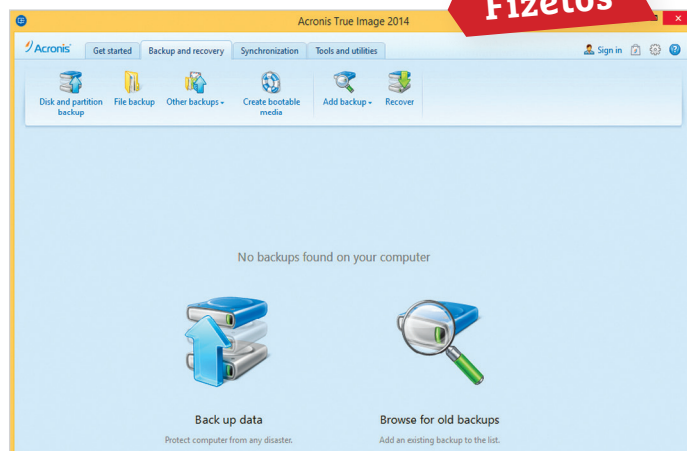 Fizetős
Acronis True Image 2014
Acronis
Get started
Backup and recovery
Synchronization
Tools and utilities
Sign in
Disk and partition backup
File backup
Other backups
Create bootable media
Add backup
Recover
No backups found on your computer
Back up data
Browse for old backups
Protect computer from any disaster.
Add an existing backup to the list.